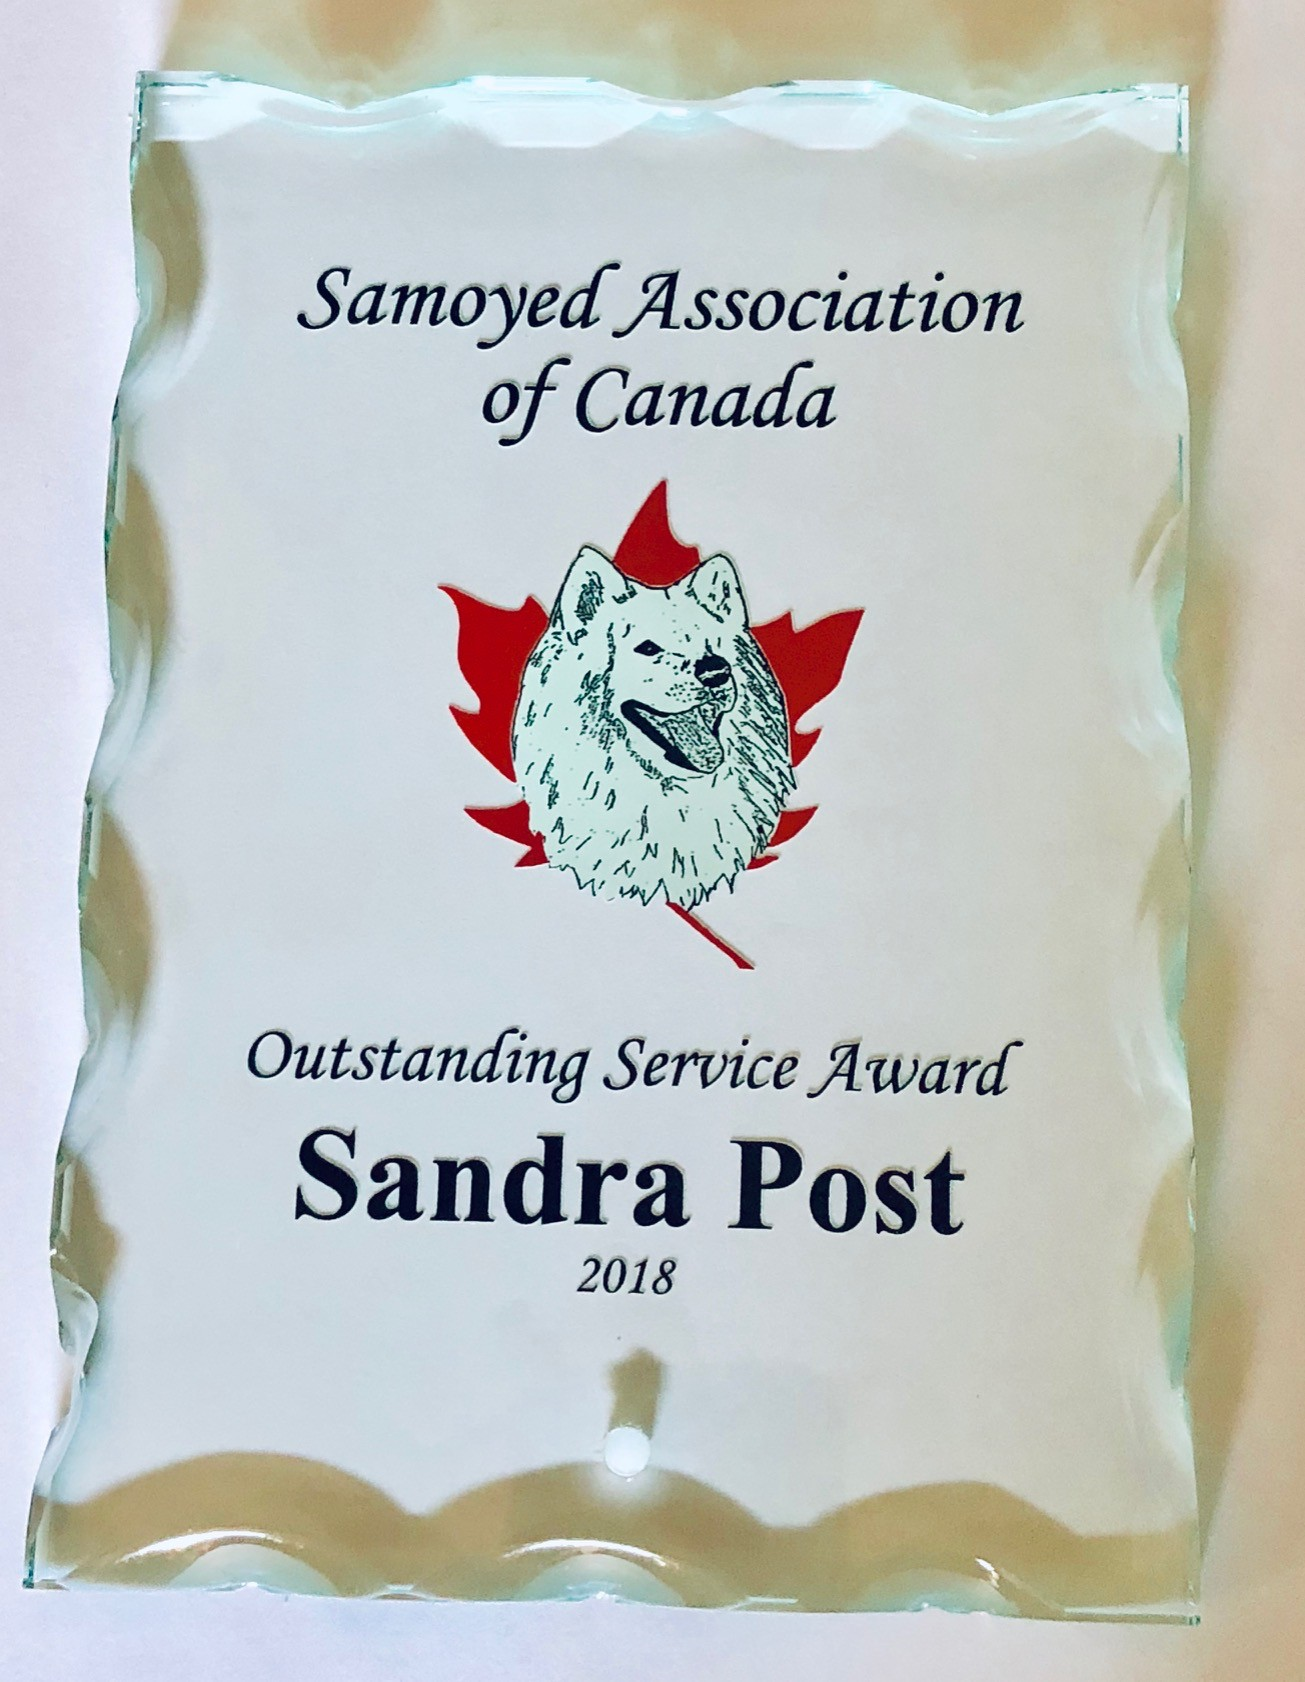 Samoyed Association
of Canada
Outstanding Service Award
Sandra Post
2018